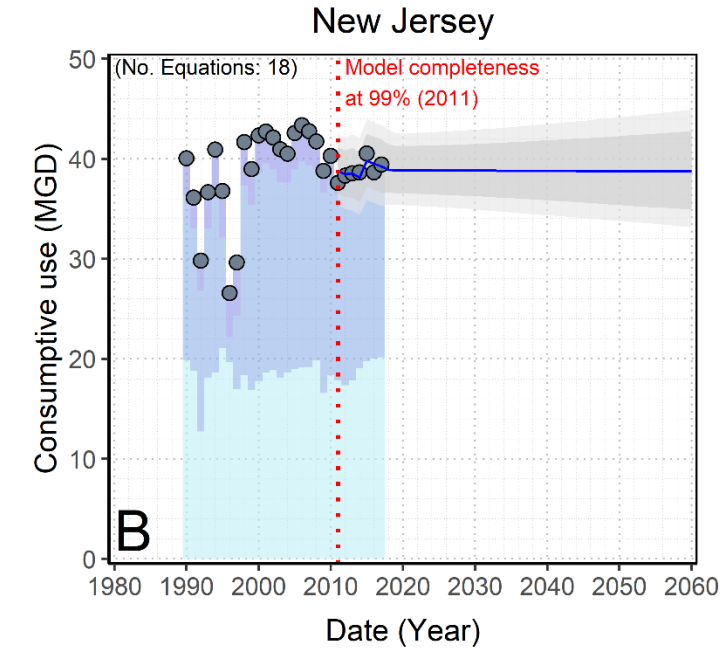 New Jersey
(No. Equations: 18)
Model completeness
at 99% (2011)
Consumptive use (MGD)
50
40
30
20
10
0
B
1980 1990 2000 2010 2020 2030 2040 2050 2060
Date (Year)